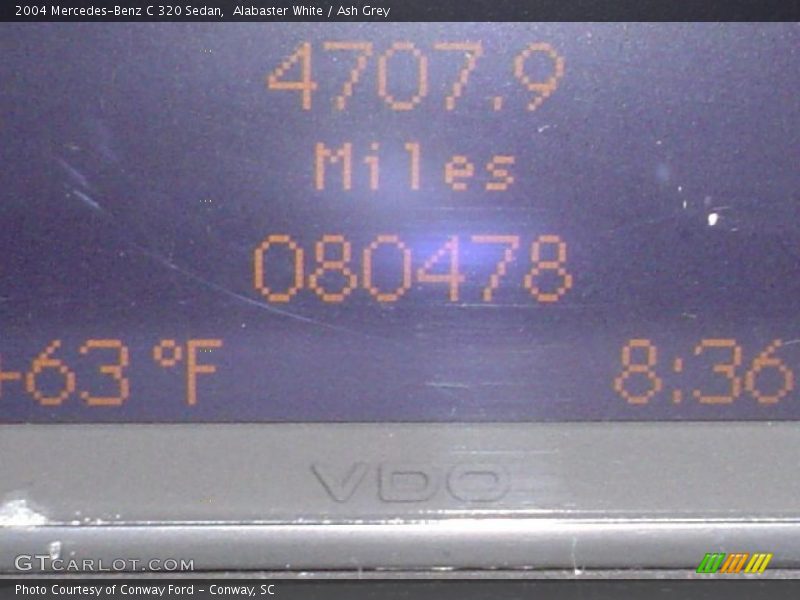 2004 Mercedes-Benz C 320 Sedan,  Alabaster White / Ash Grey
4707.9
Miles
080478
+63 °F 8:36
VDO
GTCARLOT.COM
Photo Courtesy of Conway Ford - Conway, SC